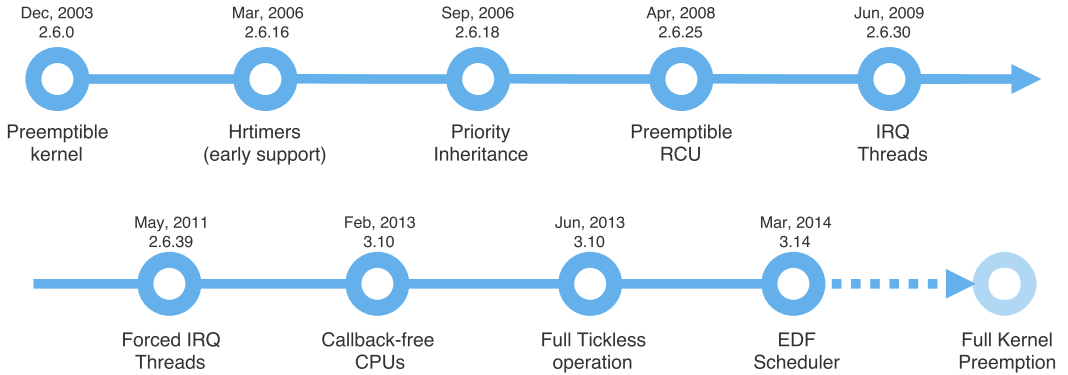 Dec, 2003
2.6.0
Mar, 2006
2.6.16
Sep, 2006
2.6.18
Apr, 2008
2.6.25
Jun, 2009
2.6.30
Preemptible
kernel
Hrtimers
(early support)
Priority
Inheritance
Preemptible
RCU
IRQ
Threads
May, 2011
2.6.39
Feb, 2013
3.10
Jun, 2013
3.10
Mar, 2014
3.14
Forced IRQ
Threads
Callback-free
CPUs
Full Tickless
operation
EDF
Scheduler
Full Kernel
Preemption